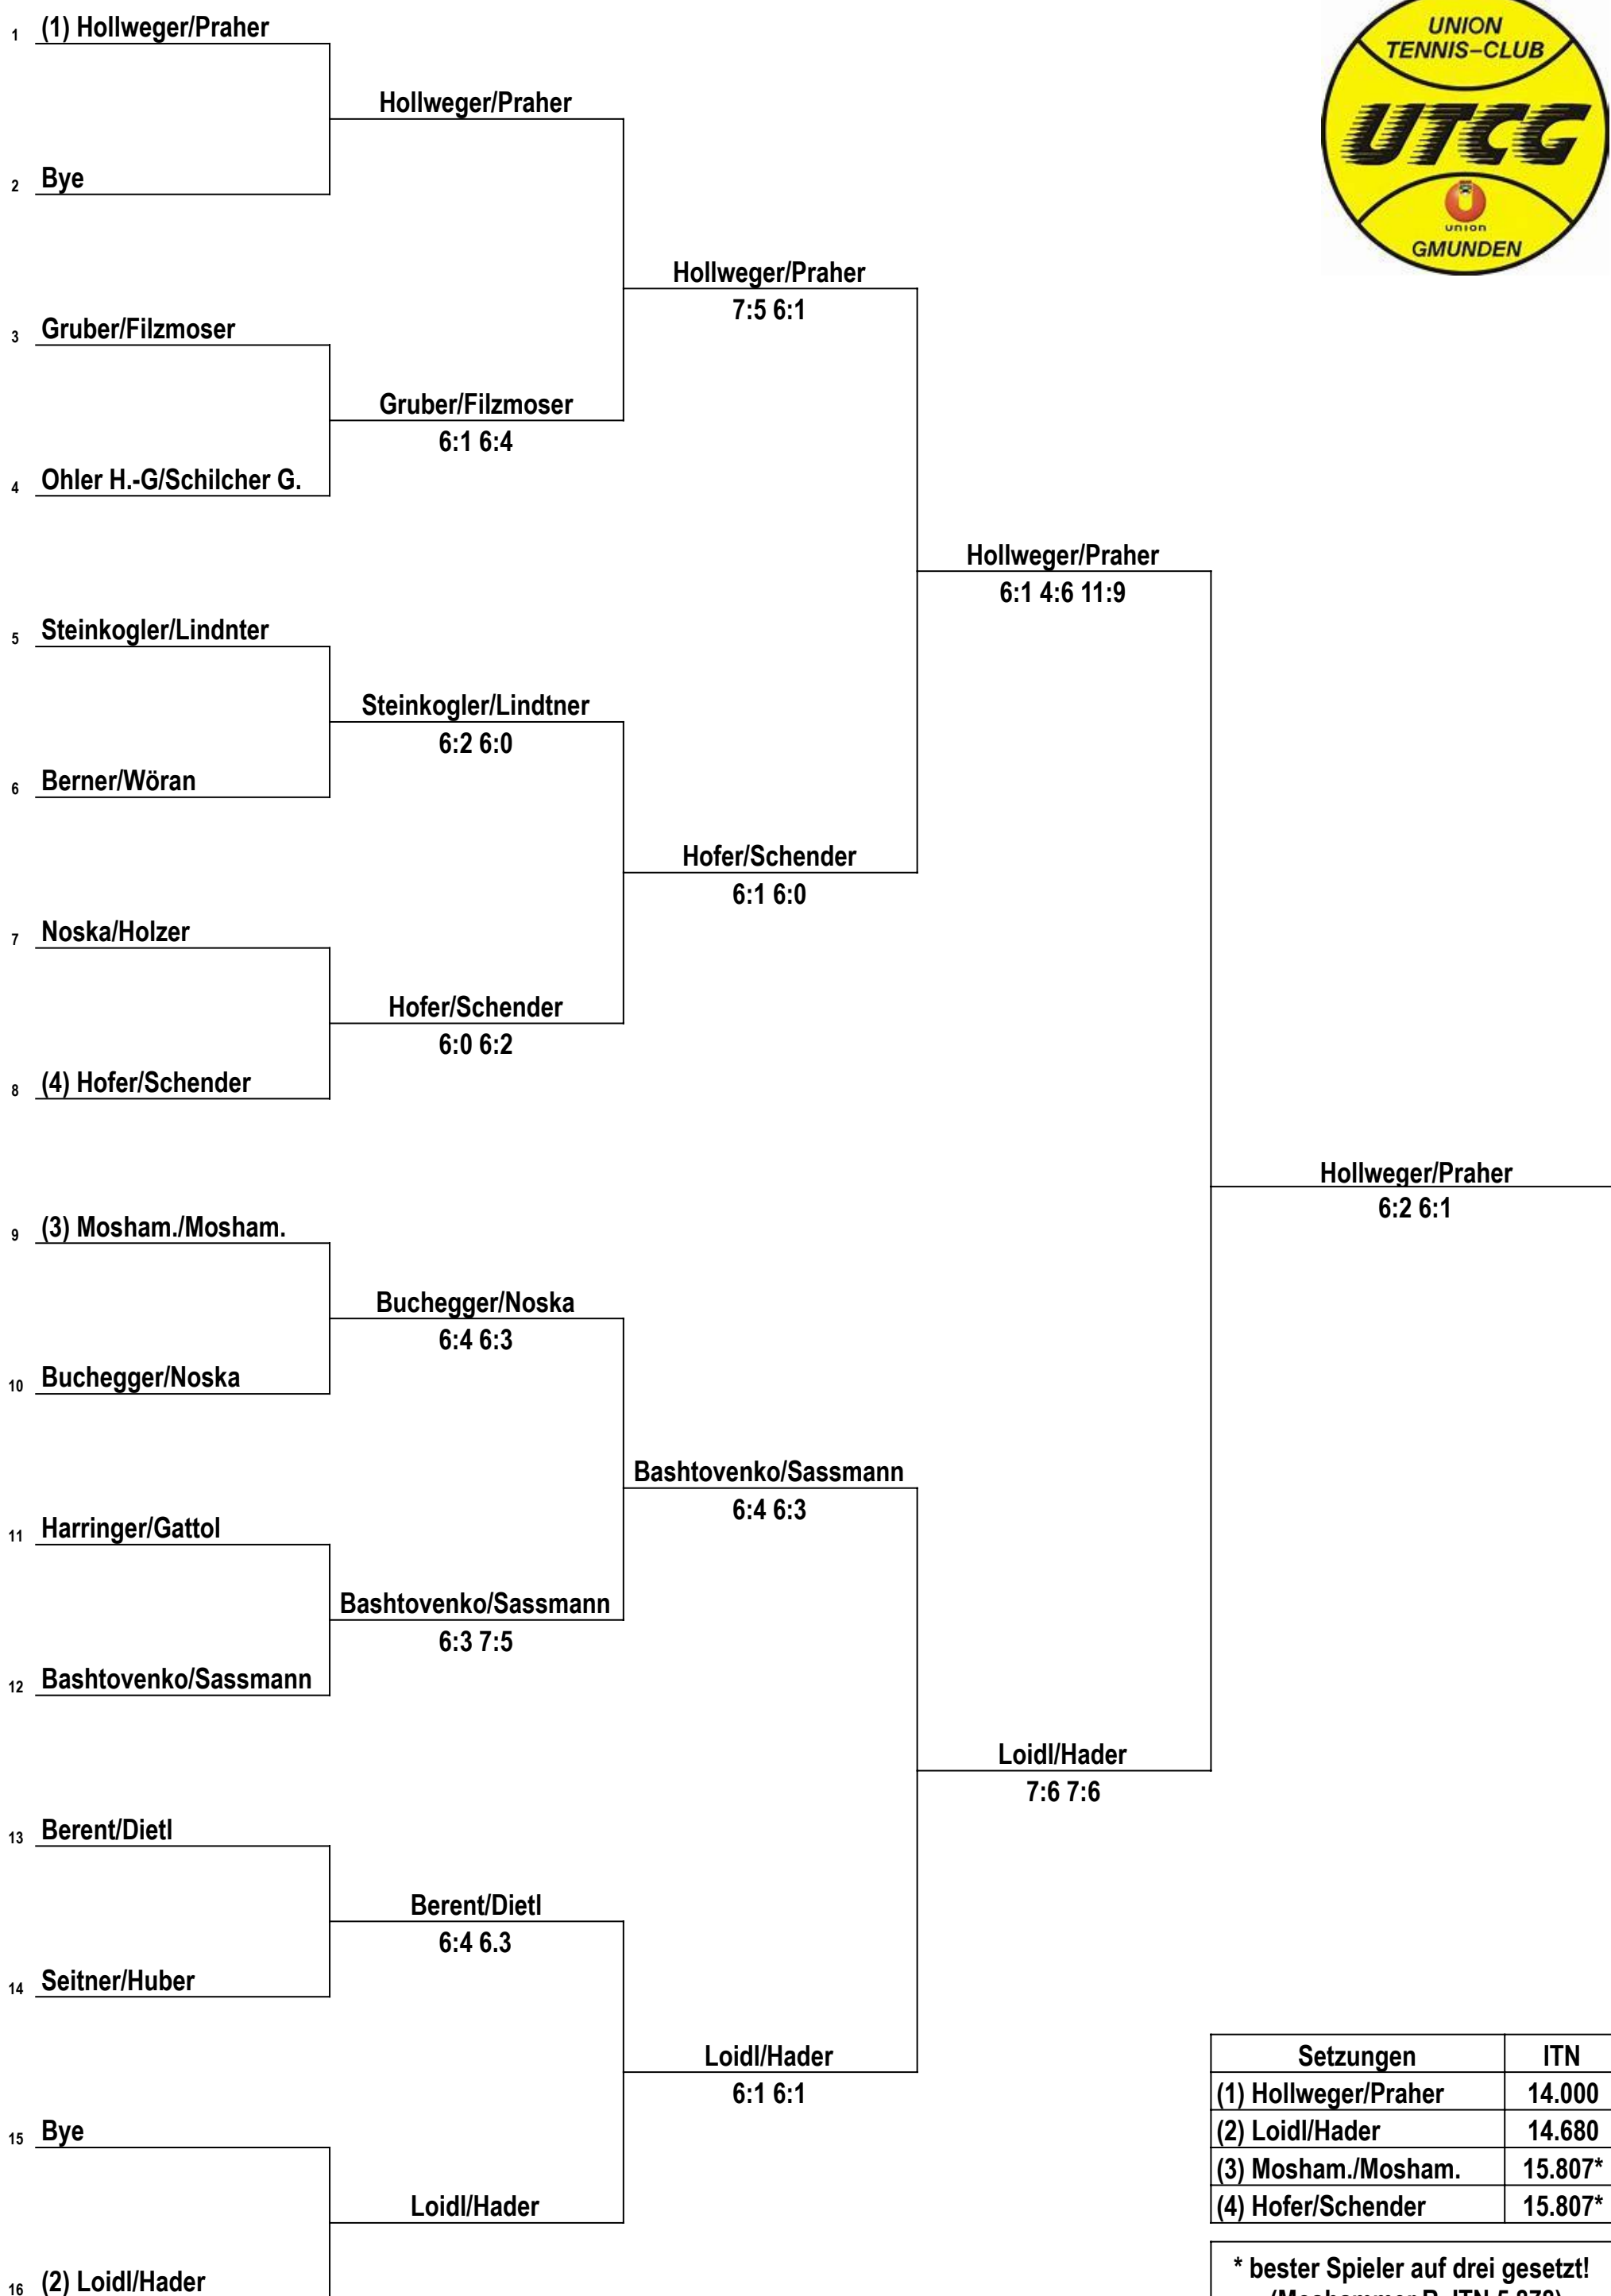 UNION
TENNIS-CLUB
UTCG
union
GMUNDEN
1 (1) Hollweger/Praher
Hollweger/Praher
2 Bye
Hollweger/Praher
7:5 6:1
3 Gruber/Filzmoser
Gruber/Filzmoser
6:1 6:4
4 Ohler H.-G/Schilcher G.
Hollweger/Praher
6:1 4:6 11:9
5 Steinkogler/Lindnter
Steinkogler/Lindtner
6:2 6:0
6 Berner/Wöran
Hofer/Schender
6:1 6:0
7 Noska/Holzer
Hofer/Schender
6:0 6:2
8 (4) Hofer/Schender
Hollweger/Praher
6:2 6:1
9 (3) Mosham./Mosham.
Buchegger/Noska
6:4 6:3
10 Buchegger/Noska
Bashtovenko/Sassmann
6:4 6:3
11 Harringer/Gattol
Bashtovenko/Sassmann
6:3 7:5
12 Bashtovenko/Sassmann
Loidl/Hader
7:6 7:6
13 Berent/Dietl
Berent/Dietl
6:4 6.3
14 Seitner/Huber
Loidl/Hader
6:1 6:1
15 Bye
Loidl/Hader
16 (2) Loidl/Hader
Setzungen ITN
(1) Hollweger/Praher 14.000
(2) Loidl/Hader 14.680
(3) Mosham./Mosham. 15.807*
(4) Hofer/Schender 15.807*
* bester Spieler auf drei gesetzt!